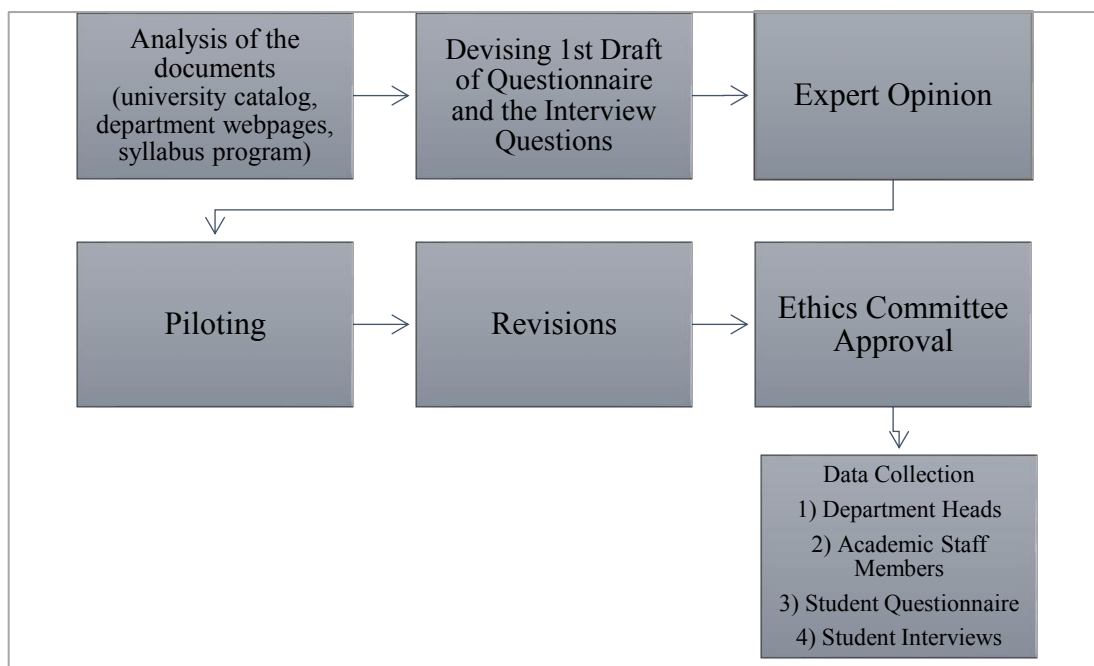 Analysis of the
documents
(university catalog,
department webpages,
syllabus program)
Devising 1st Draft
of Questionnaire
and the Interview
Questions
Expert Opinion
Piloting
Revisions
Ethics Committee
Approval
Data Collection
1) Department Heads
2) Academic Staff
Members
3) Student Questionnaire
4) Student Interviews